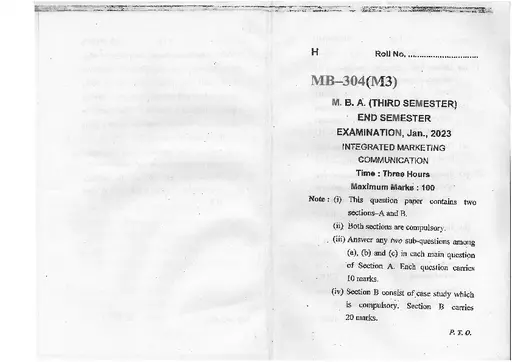 H Roll No. ..............................
MB–304(M3)
M. B. A. (THIRD SEMESTER)
END SEMESTER
EXAMINATION, Jan., 2023
INTEGRATED MARKETING
COMMUNICATION
Time : Three Hours
Maximum Marks : 100
Note : (i) This question paper contains two
sections–A and B.
(ii) Both sections are compulsory.
(iii) Answer any two sub-questions among
(a), (b) and (c) in each main question
of Section A. Each question carries
10 marks.
(iv) Section B consist of case study which
is compulsory. Section B carries
20 marks.
P. T. O.